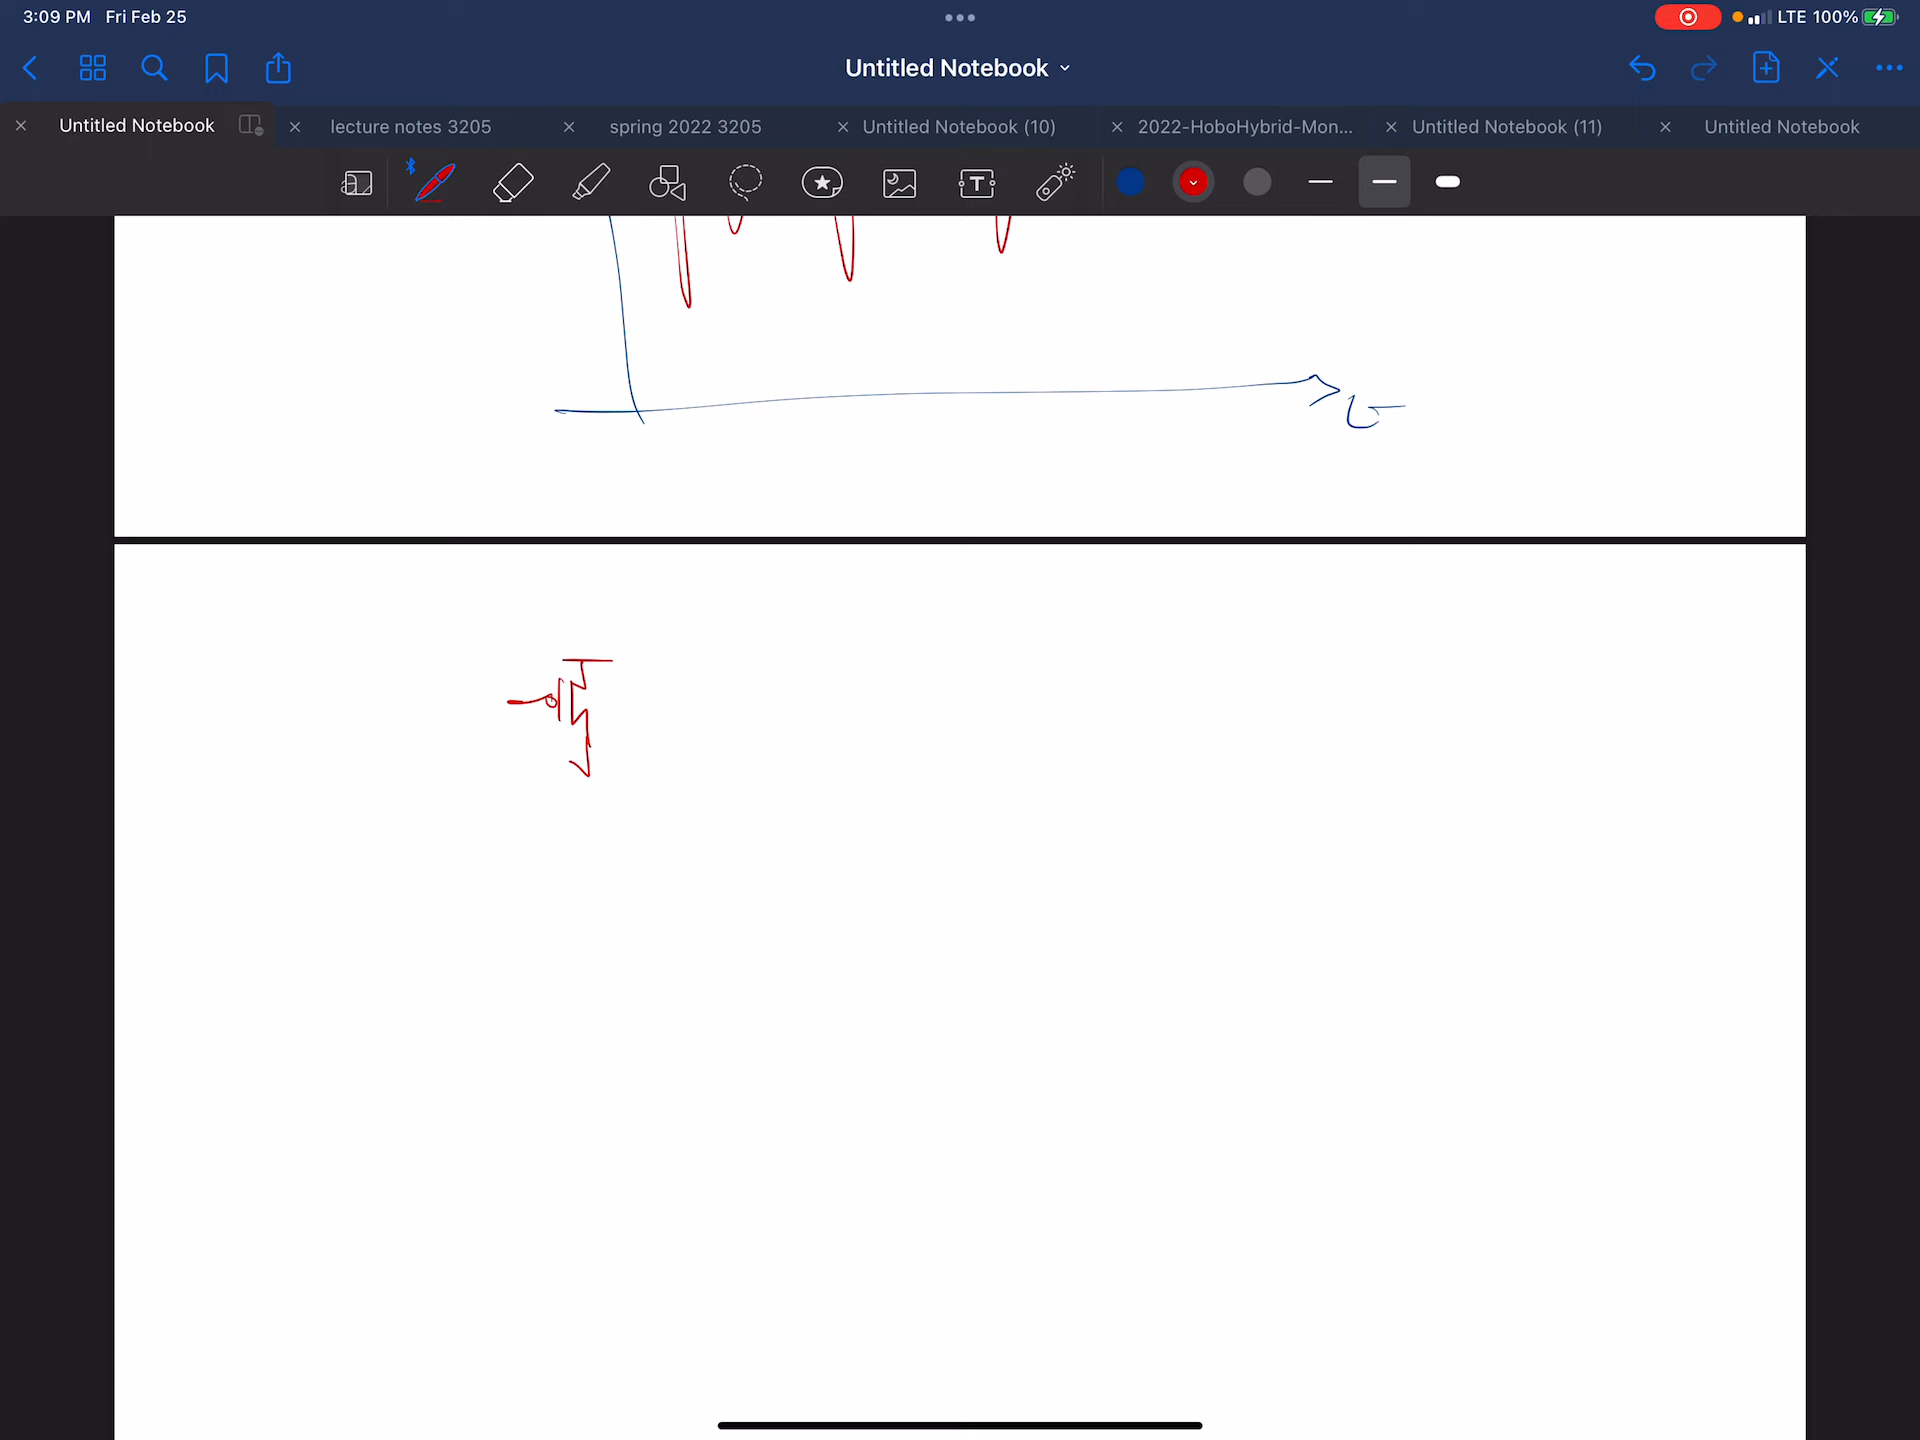 3:09 PM Fri Feb 25
LTE 100%
Untitled Notebook
Untitled Notebook
lecture notes 3205
spring 2022 3205
Untitled Notebook (10)
2022-HoboHybrid-Mon...
Untitled Notebook (11)
Untitled Notebook
T